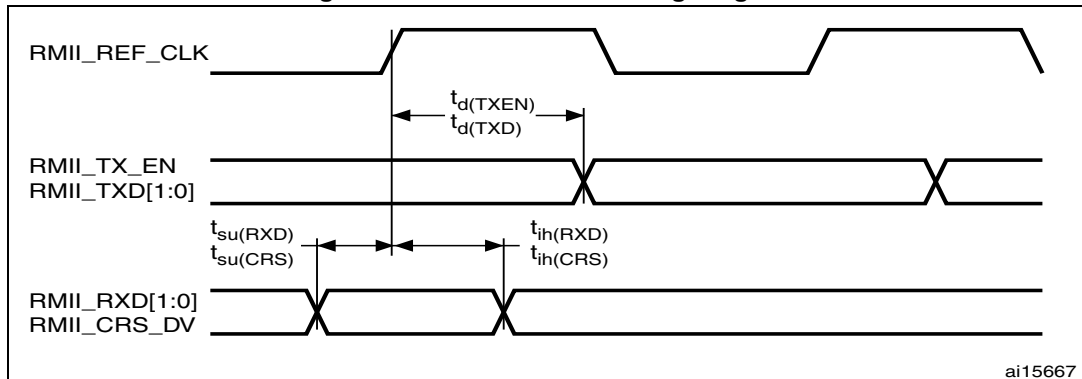 RMII_REF_CLK
td(TXEN)
td(TXD)
RMII_TX_EN
RMII_TXD[1:0]
tsu(RXD)
tsu(CRS)
tih(RXD)
tih(CRS)
RMII_RXD[1:0]
RMII_CRS_DV
ai15667